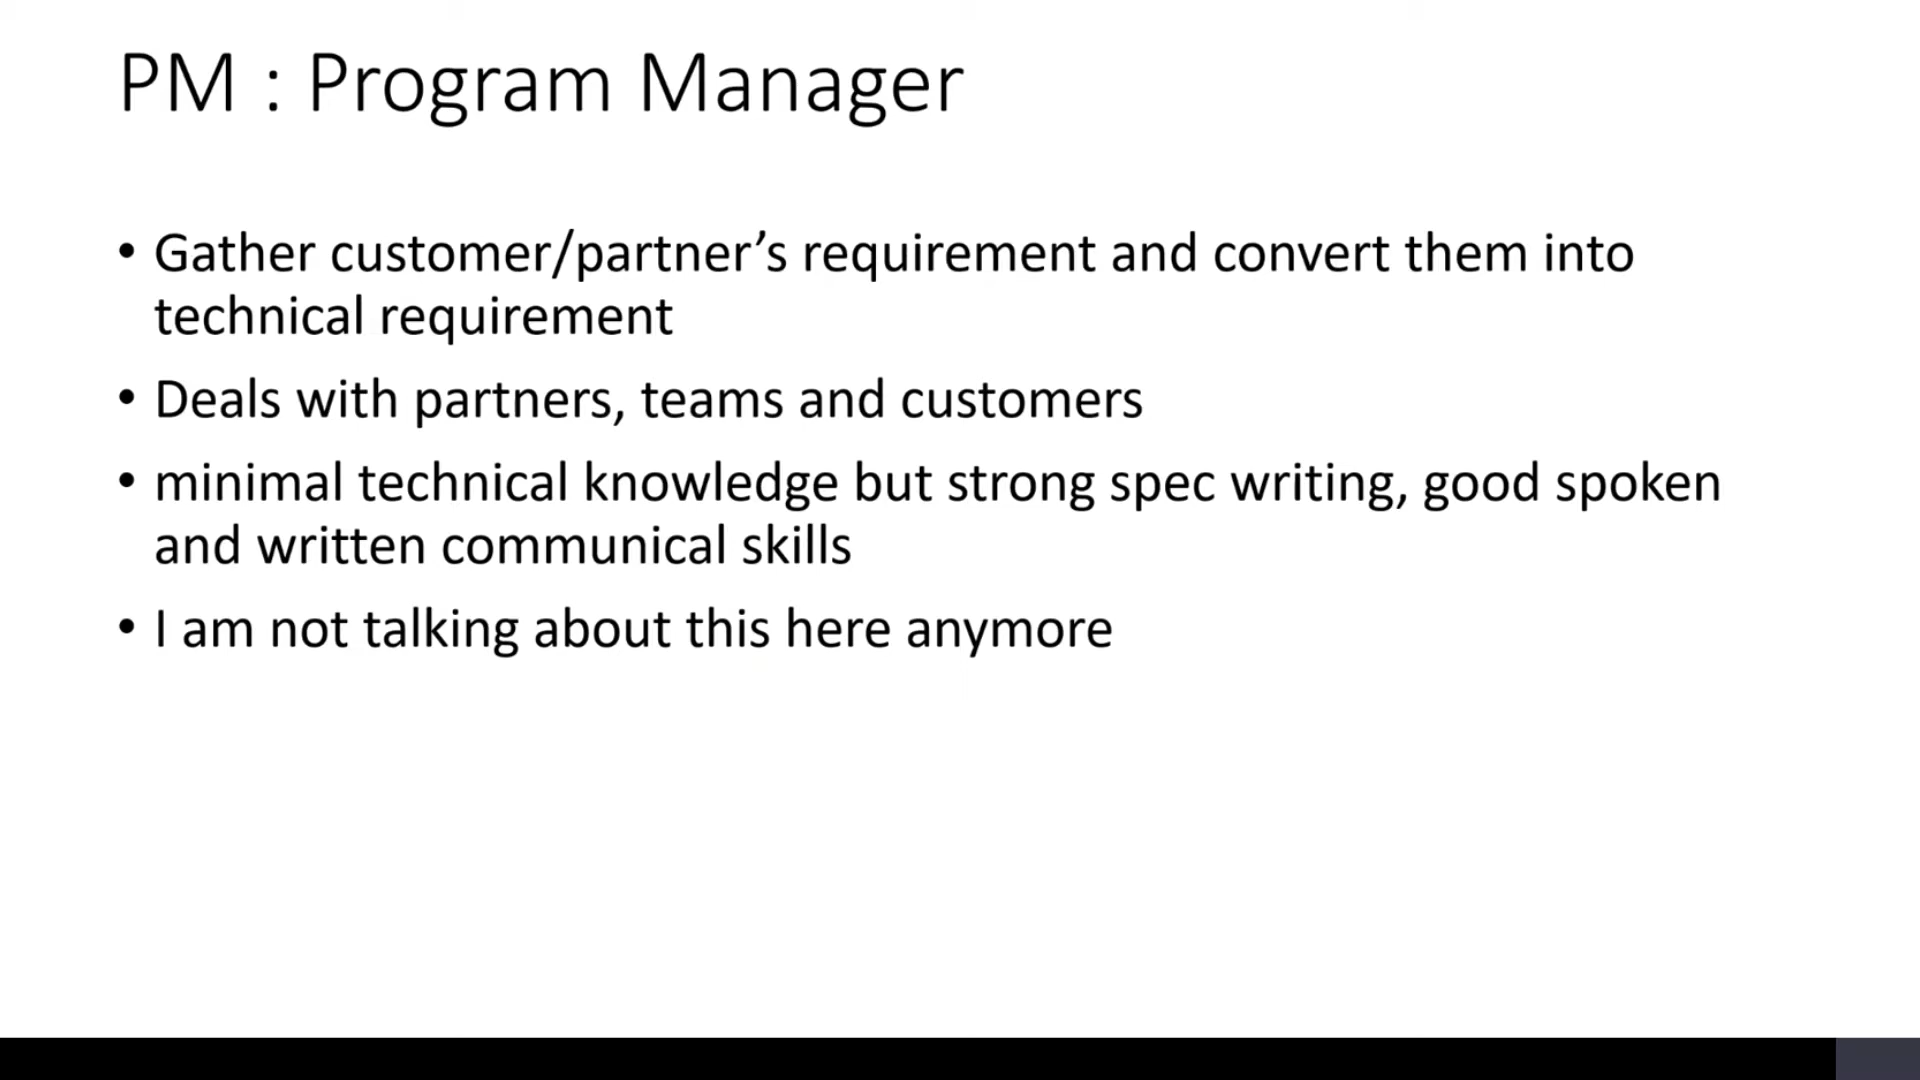 PM : Program Manager
• Gather customer/partner’s requirement and convert them into
technical requirement
• Deals with partners, teams and customers
• minimal technical knowledge but strong spec writing, good spoken
and written communical skills
• I am not talking about this here anymore